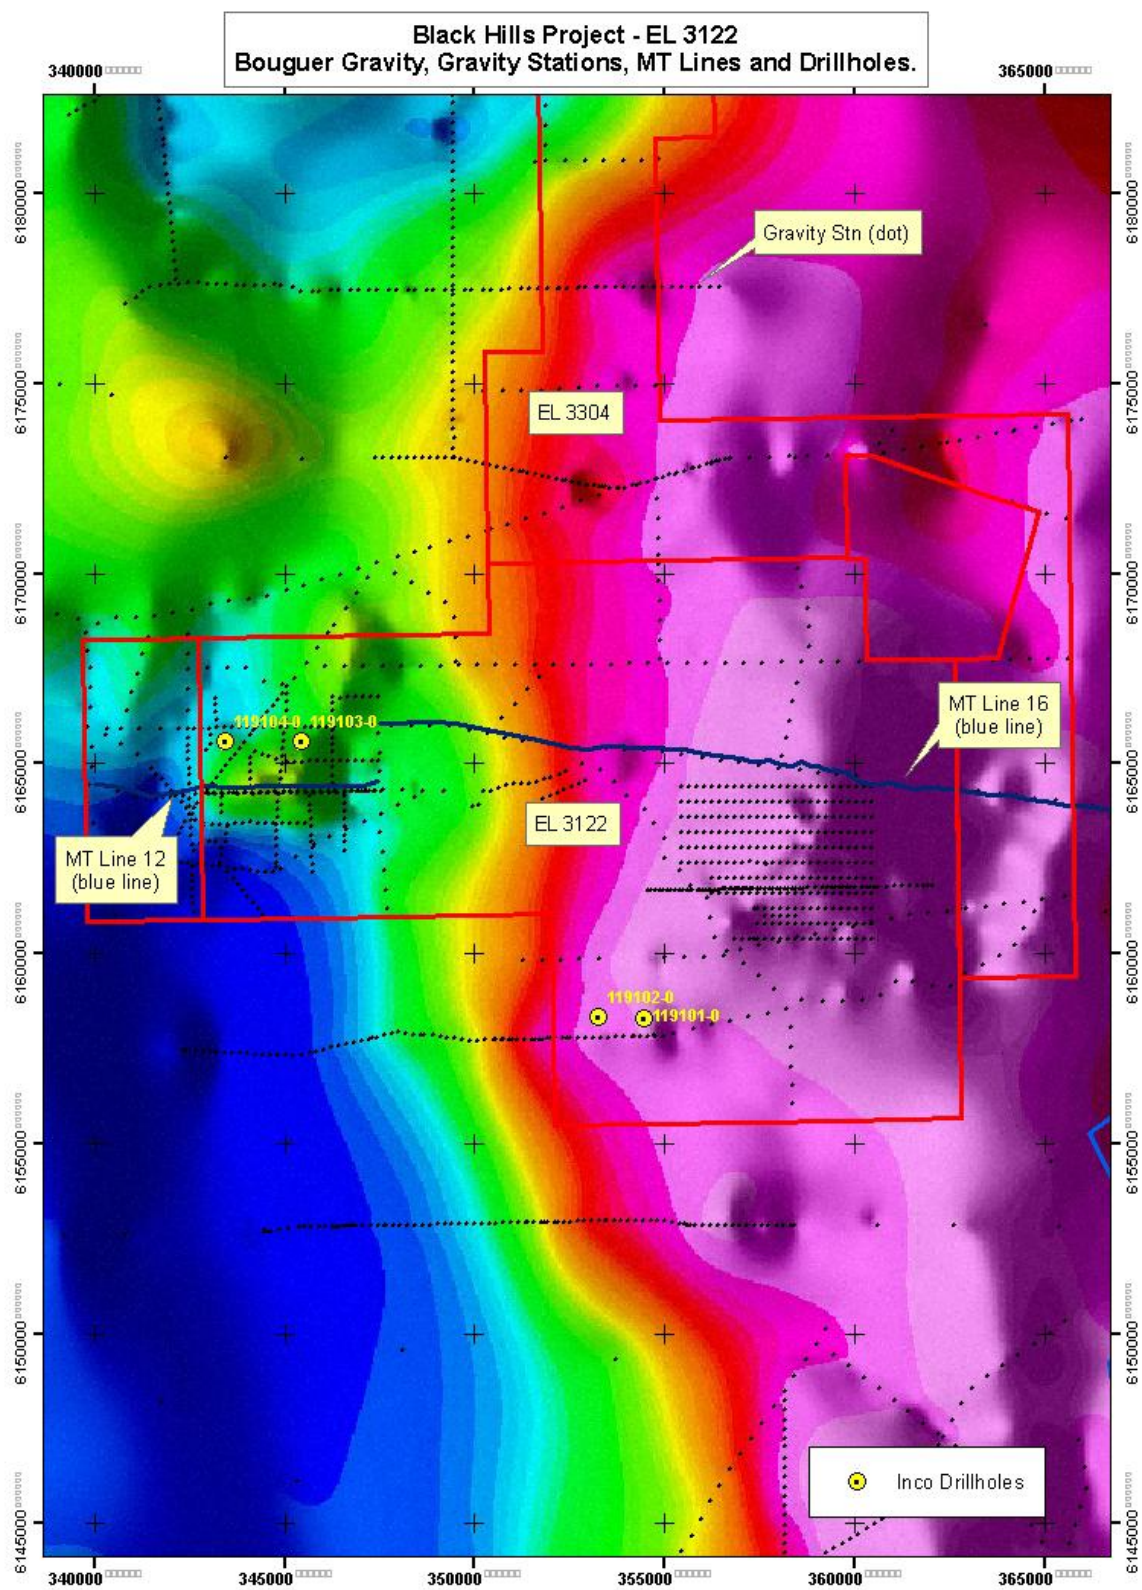 Black Hills Project - EL 3122
Bouguer Gravity, Gravity Stations, MT Lines and Drillholes.
340000
365000
6180000
6180000
Gravity Stn (dot)
6175000
6175000
EL 3304
6170000
6170000
MT Line 16
(blue line)
119104-0
119103-0
6165000
6165000
EL 3122
MT Line 12
(blue line)
6160000
6160000
119102-0
119101-0
6155000
6155000
6150000
6150000
Inco Drillholes
6145000
6145000
340000
345000
350000
355000
360000
365000